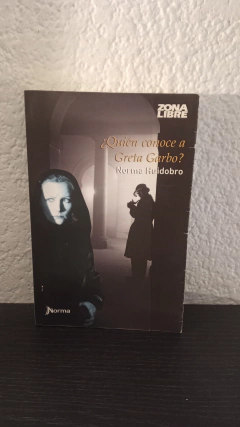 ZONA
LIBRE
¿Quién conoce a
Greta Garbo?
Norma Huidobro
Norma